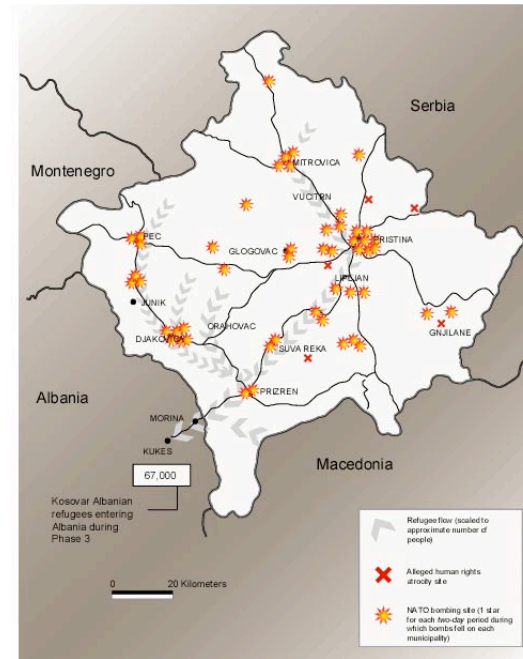 Serbia
Montenegro
MITROVICA
VUCITRN
PEC
GLOGOVAC
PRISTINA
LIPLJAN
JUNIK
ORAHOVAC
GNJILANE
DJAKOVICA
SUVA REKA
Albania
PRIZREN
MORINA
KUKES
Macedonia
67,000
Kosovar Albanian
refugees entering
Albania during
Phase 3
0 20 Kilometers
Refugee flow (scaled to
approximate number of
people)
Alleged human rights
atrocity site
NATO bombing site (1 star
for each two-day period during
which bombs fell on each
municipality)